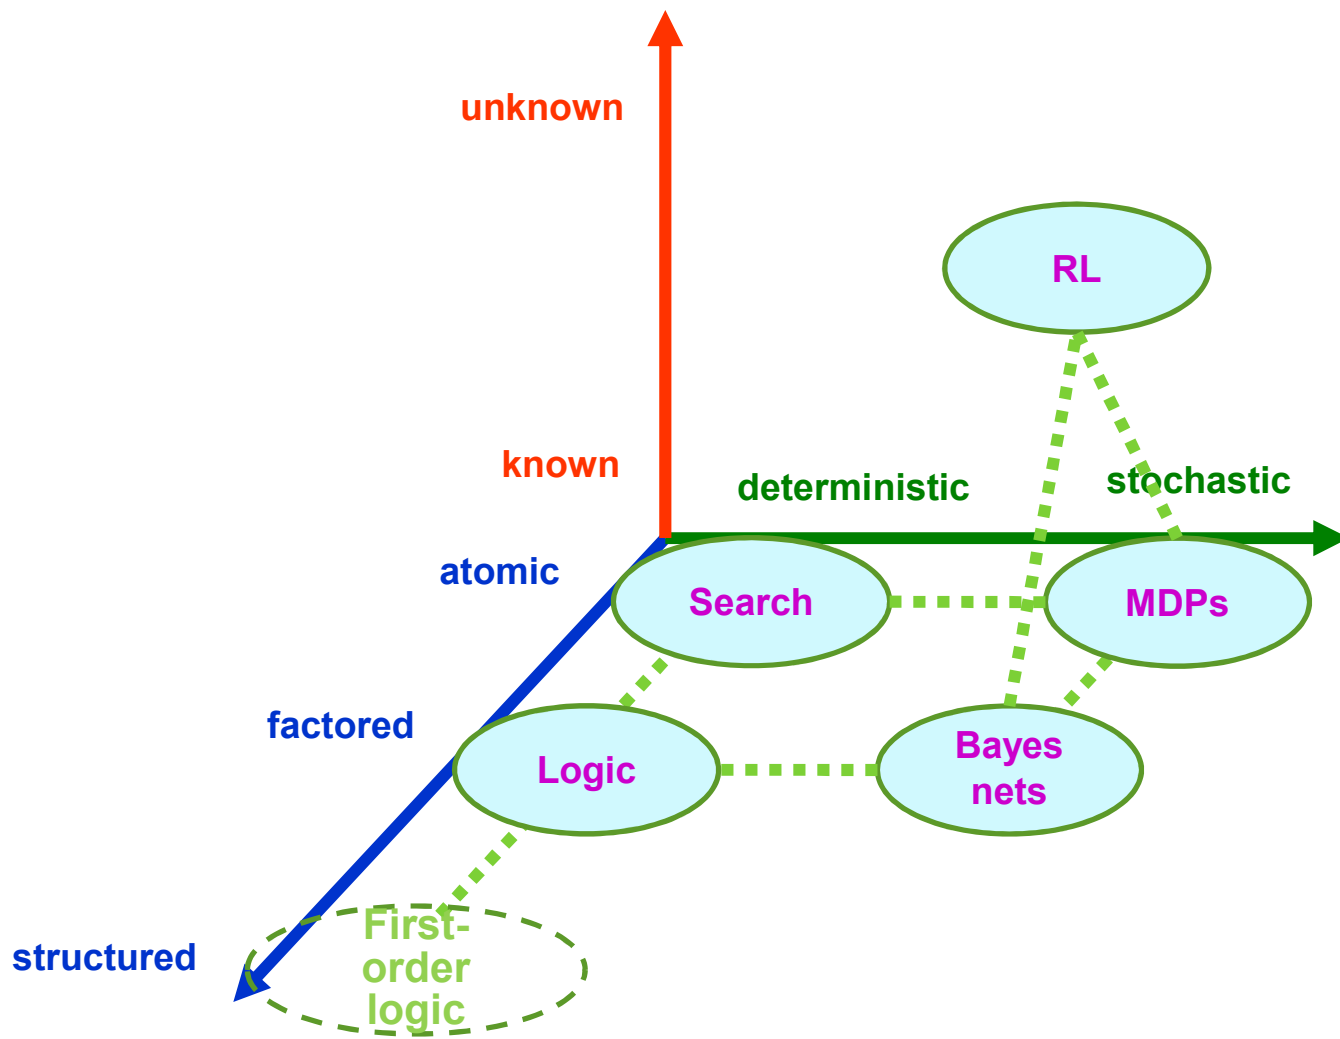 unknown
RL
known
deterministic
stochastic
atomic
Search
MDPs
factored
Logic
Bayes
nets
structured
First-
order
logic